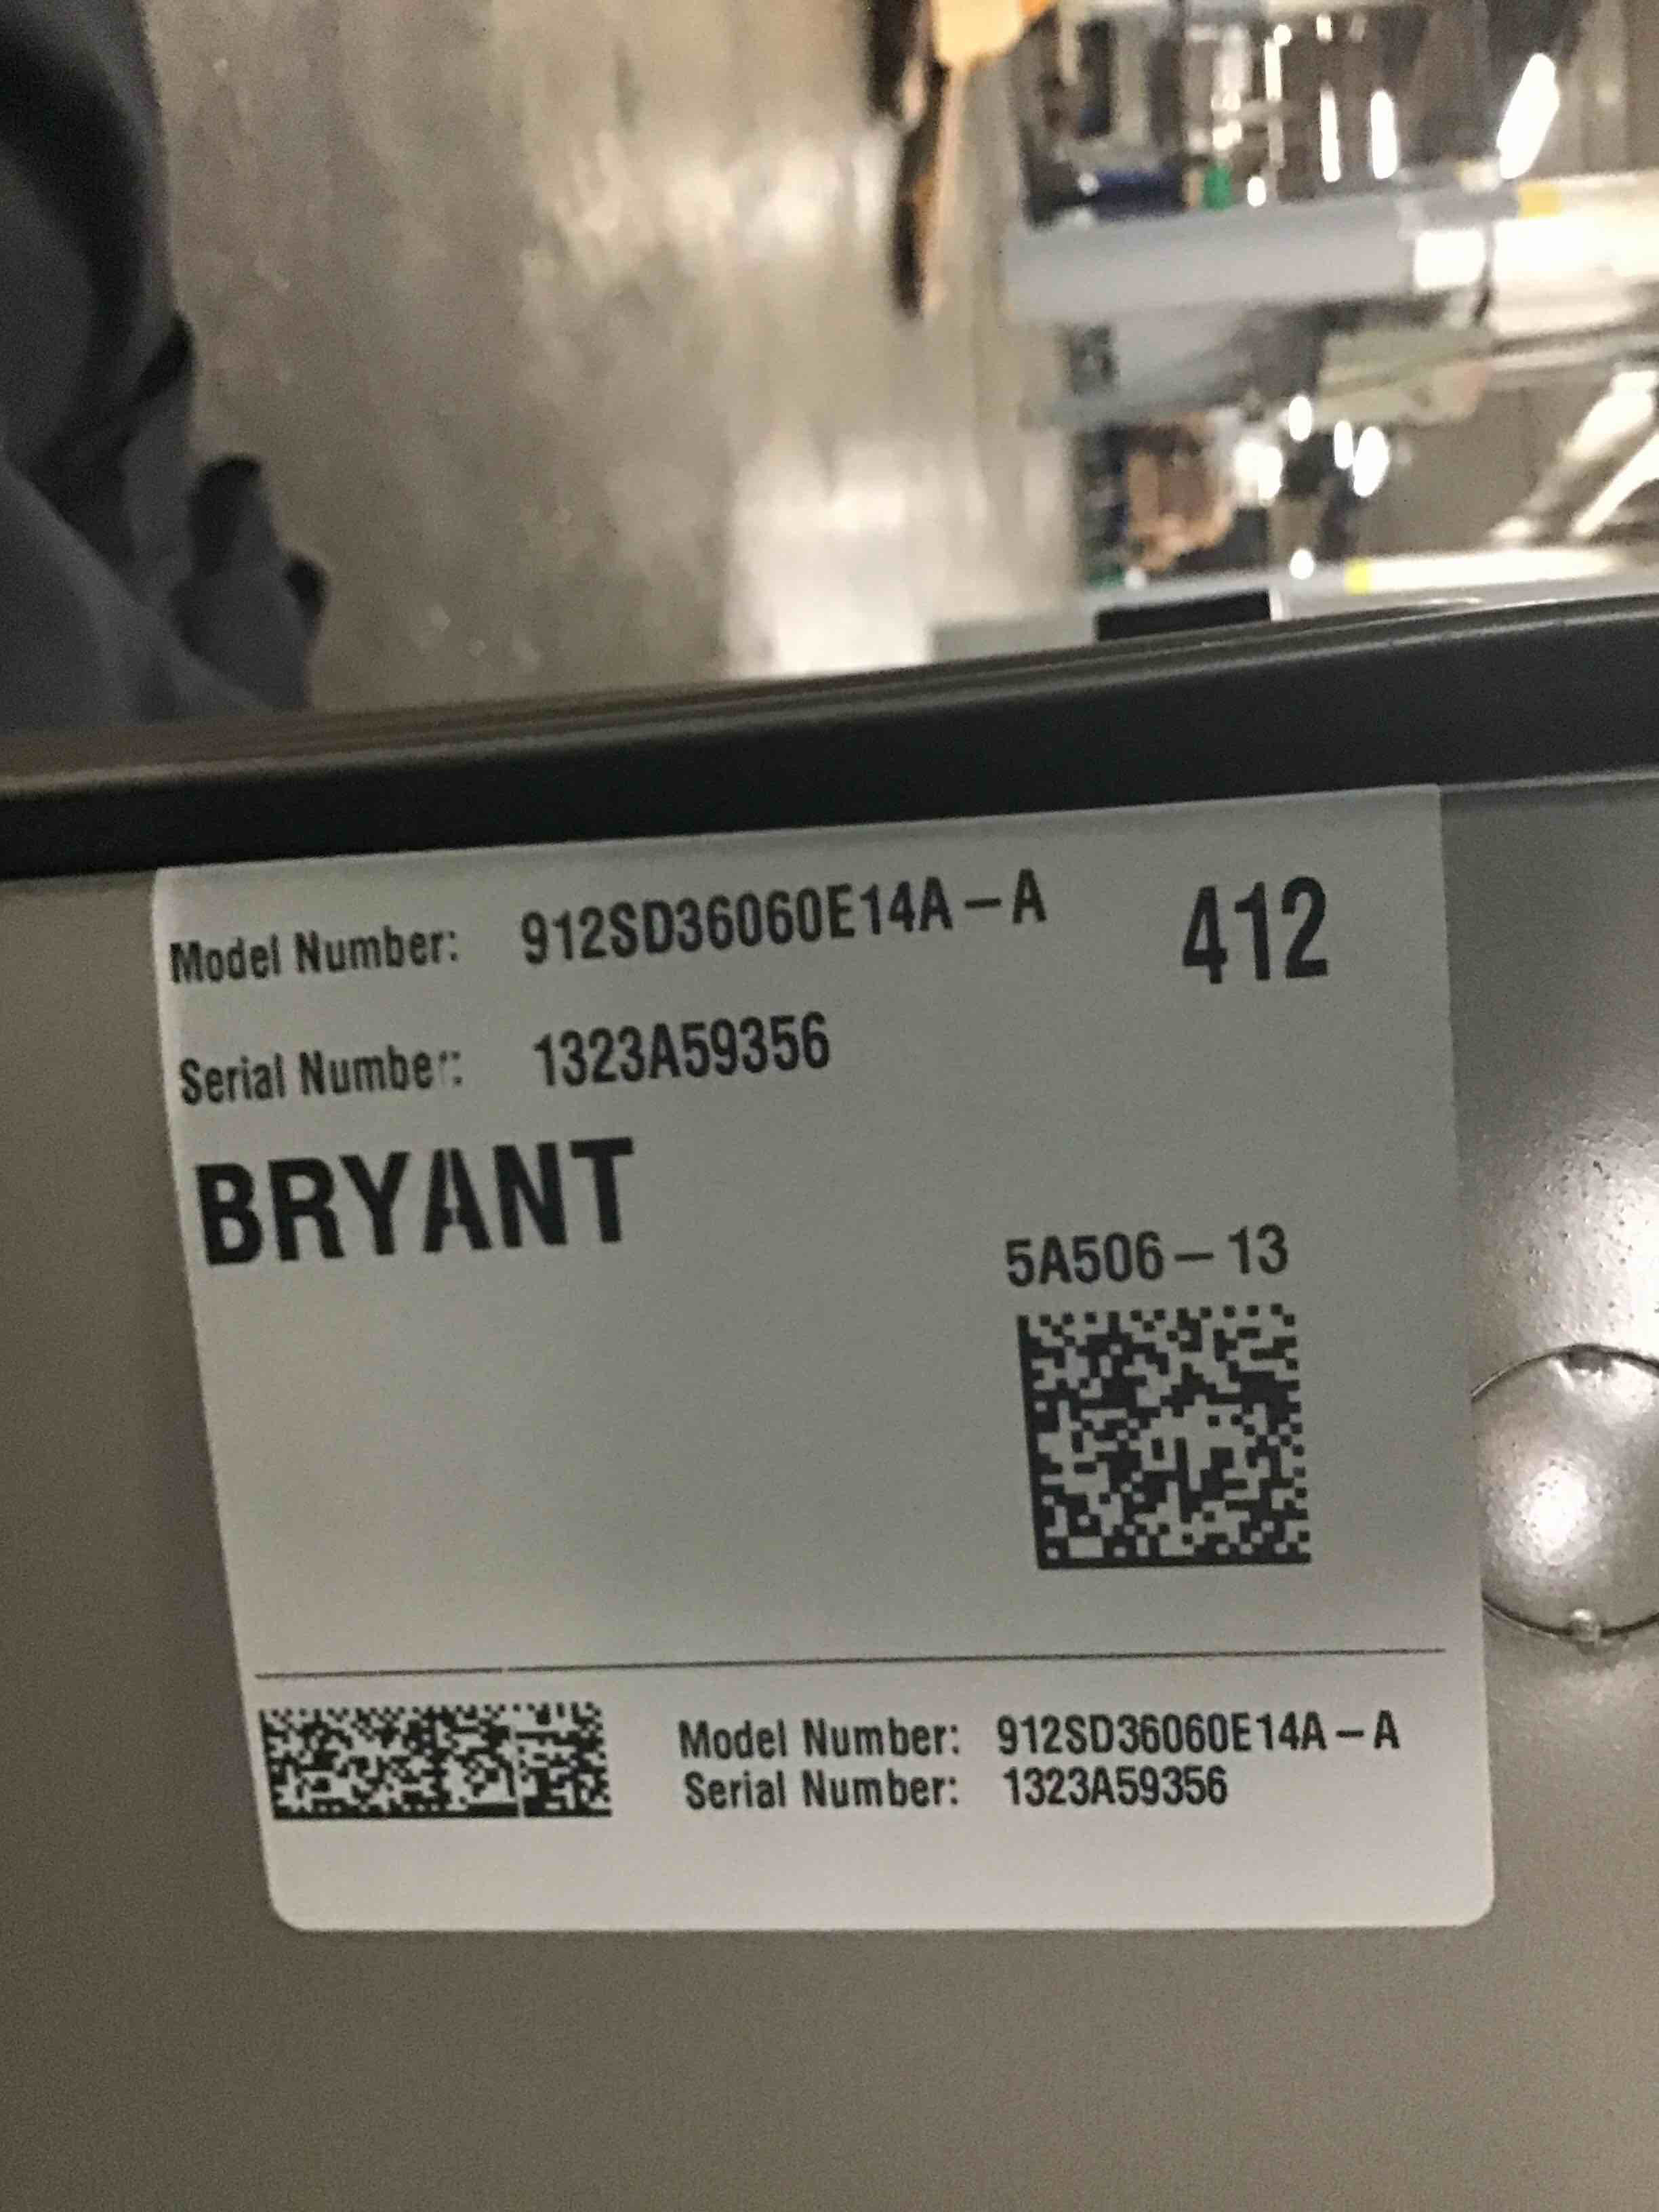 Model Number: 912SD36060E14A-A 412
Serial Number: 1323A59356
BRYANT
5A506-13
Model Number: 912SD36060E14A-A
Serial Number: 1323A59356